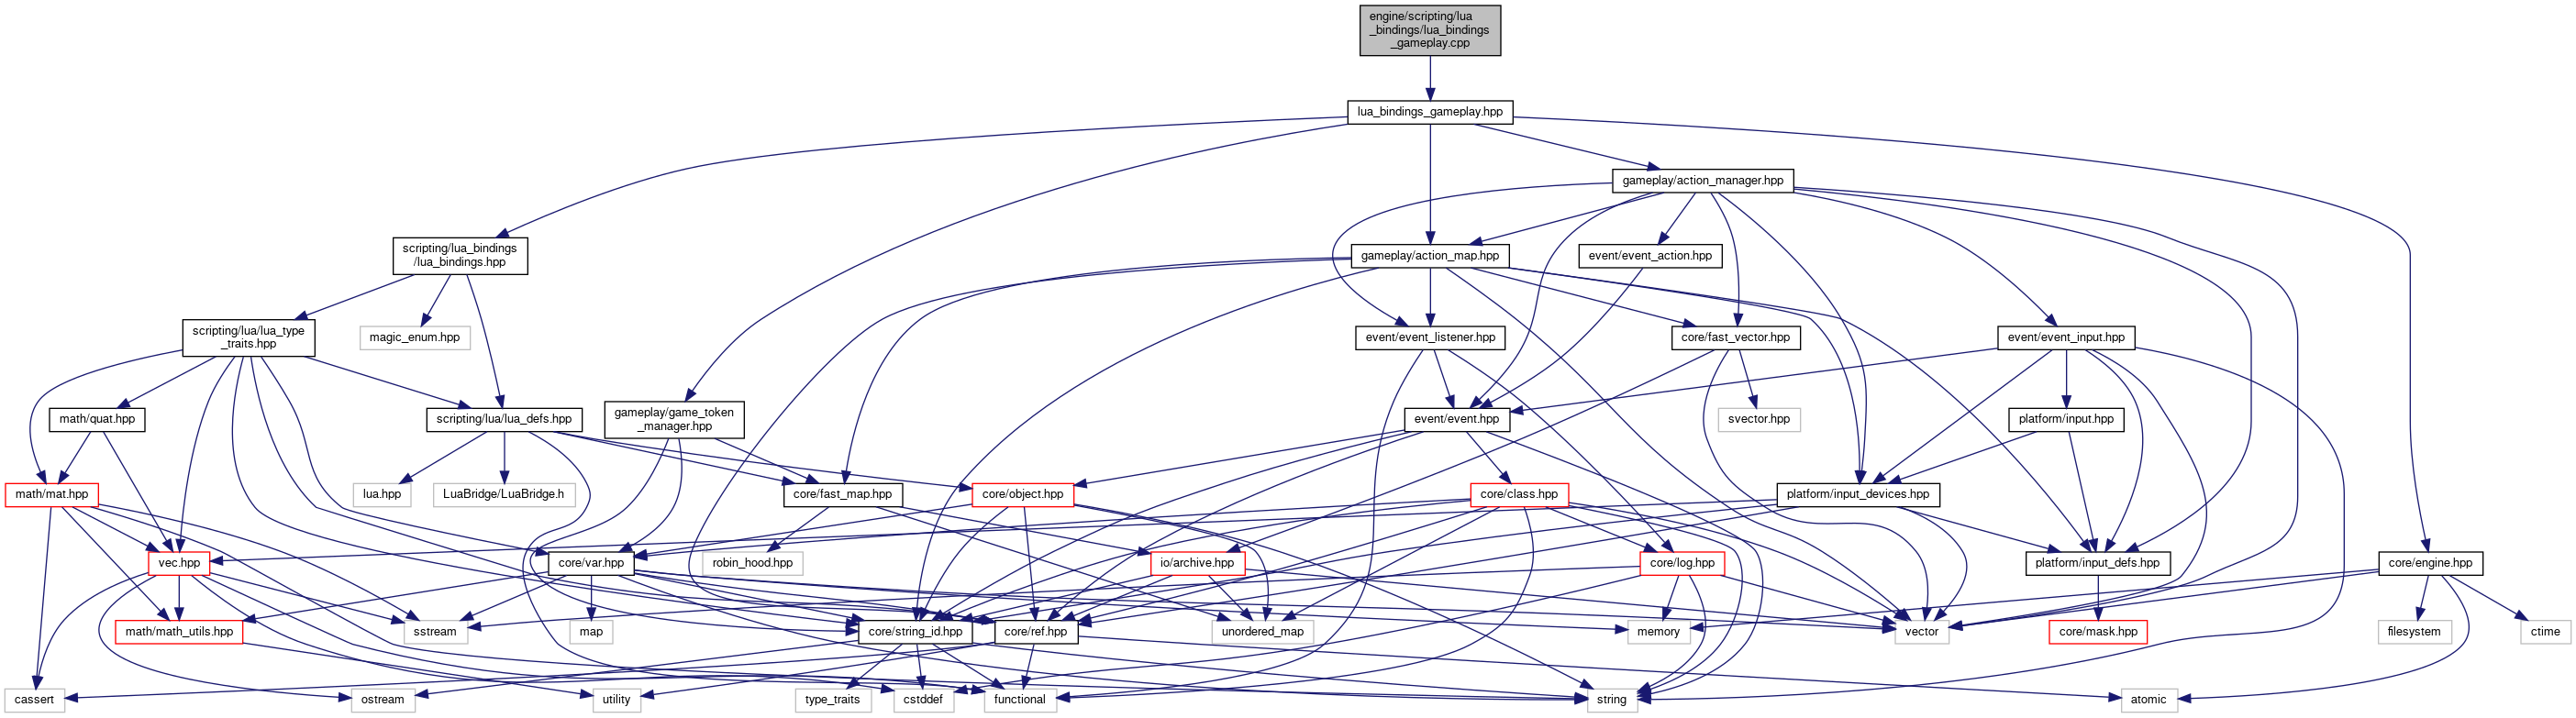 engine/scripting/lua
_bindings/lua_bindings
_gameplay.cpp
lua_bindings_gameplay.hpp
gameplay/action_manager.hpp
scripting/lua_bindings
/lua_bindings.hpp
gameplay/action_map.hpp
event/event_action.hpp
scripting/lua/lua_type
_traits.hpp
magic_enum.hpp
event/event_listener.hpp
core/fast_vector.hpp
event/event_input.hpp
math/quat.hpp
scripting/lua/lua_defs.hpp
gameplay/game_token
_manager.hpp
event/event.hpp
svector.hpp
platform/input.hpp
math/mat.hpp
lua.hpp
LuaBridge/LuaBridge.h
core/fast_map.hpp
core/object.hpp
core/class.hpp
platform/input_devices.hpp
vec.hpp
core/var.hpp
robin_hood.hpp
io/archive.hpp
core/log.hpp
platform/input_defs.hpp
core/engine.hpp
math/math_utils.hpp
sstream
map
core/string_id.hpp
core/ref.hpp
unordered_map
memory
vector
core/mask.hpp
filesystem
ctime
cassert
ostream
utility
type_traits
cstddef
functional
string
atomic